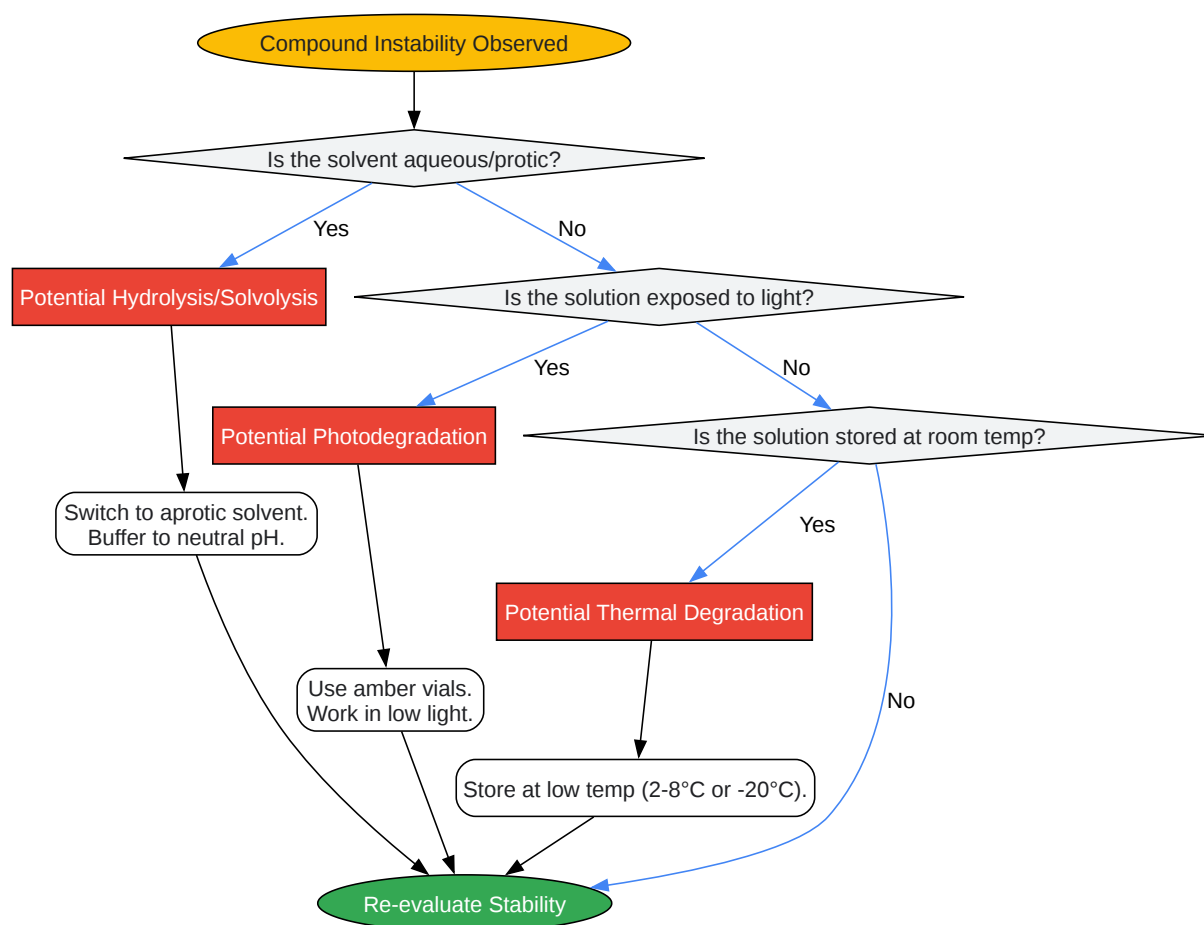 Compound Instability Observed
Is the solvent aqueous/protic?
Yes
No
Potential Hydrolysis/Solvolysis
Is the solution exposed to light?
Yes
No
Potential Photodegradation
Is the solution stored at room temp?
Switch to aprotic solvent.
Buffer to neutral pH.
Yes
Potential Thermal Degradation
Use amber vials.
Work in low light.
No
Store at low temp (2-8°C or -20°C).
Re-evaluate Stability